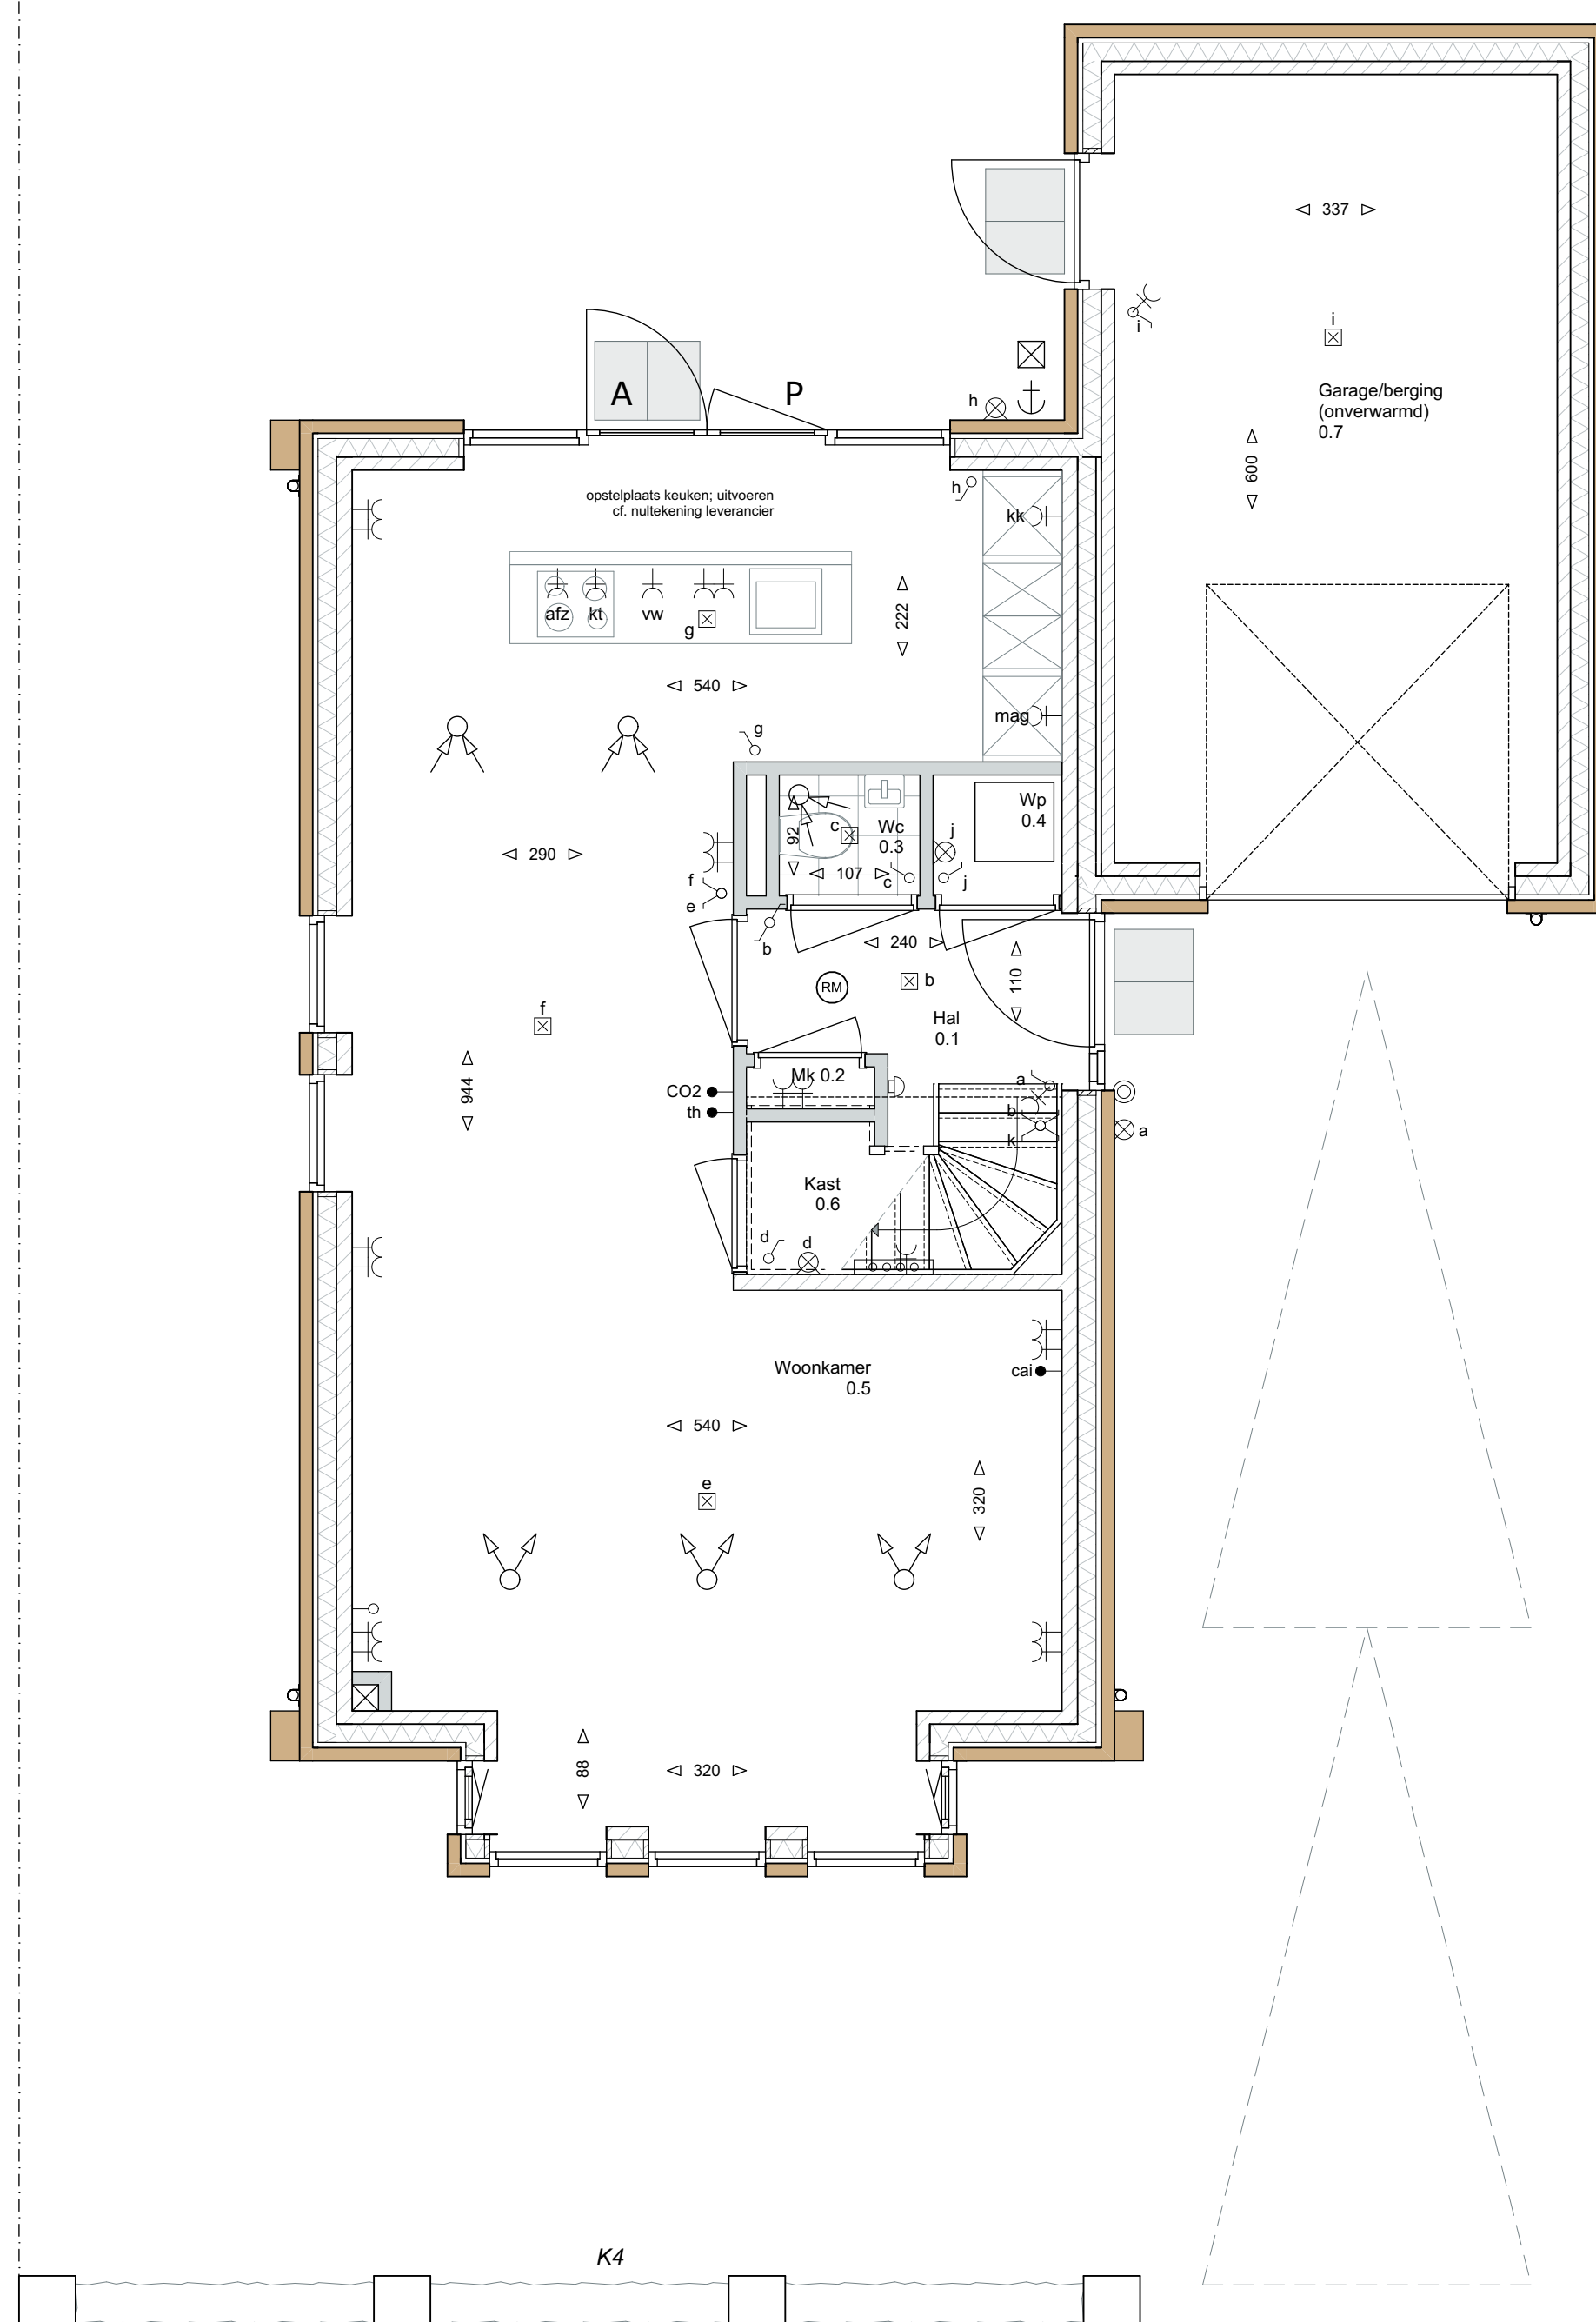 337
i
i
Garage/berging
(onverwarmd)
0.7
A
P
h
600
opstelplaats keuken; uitvoeren
cf. nultekening leverancier
h
kk
222
afz
kt
vw
g
540
mag
g
Wp
0.4
92
c
Wc
0.3
j
290
107
c
j
f
e
b
240
110
RM
b
f
Hal
0.1
944
CO2
th
Mk 0.2
a
b
k
a
Kast
0.6
d
d
Woonkamer
0.5
cai
540
e
320
88
320
K4